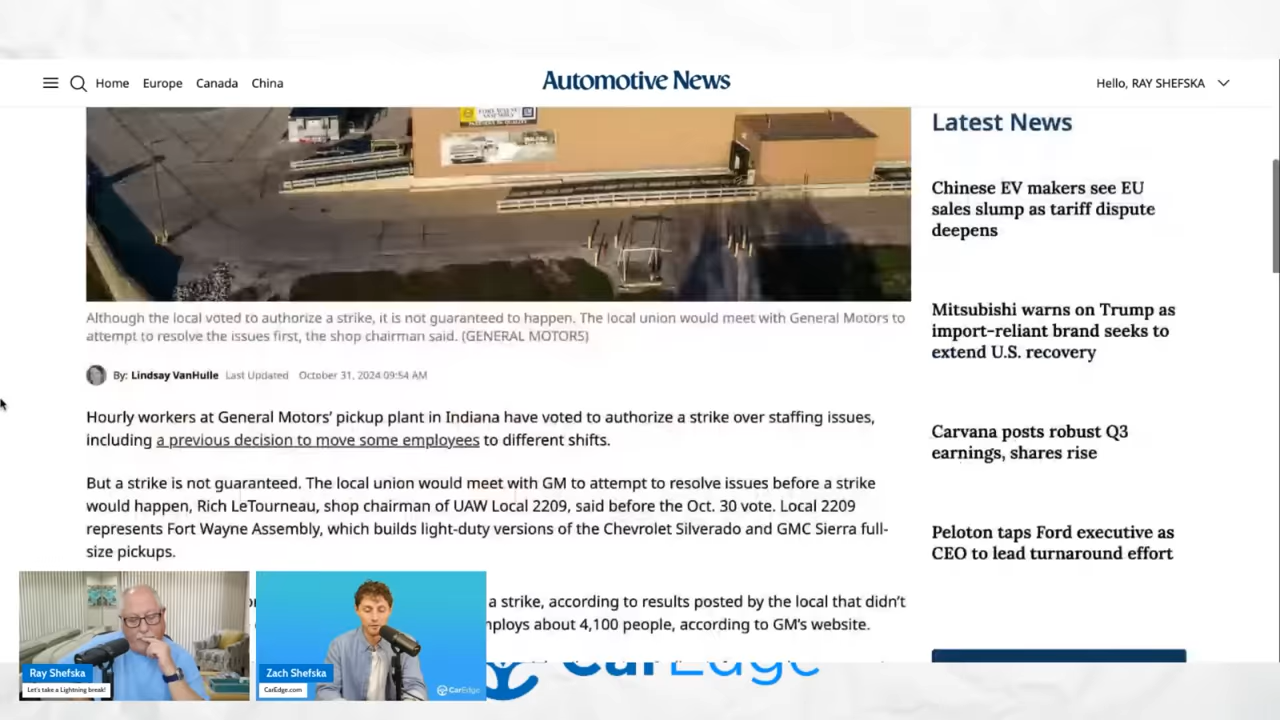 Home Europe Canada China
Automotive News
Hello, RAY SHEFSKA
Although the local voted to authorize a strike, it is not guaranteed to happen. The local union would meet with General Motors to
attempt to resolve the issues first, the shop chairman said. (GENERAL MOTORS)
By: Lindsay VanHulle Last Updated October 31, 2024 09:54 AM
Hourly workers at General Motors’ pickup plant in Indiana have voted to authorize a strike over staffing issues,
including a previous decision to move some employees to different shifts.
But a strike is not guaranteed. The local union would meet with GM to attempt to resolve issues before a strike
would happen, Rich LeTourneau, shop chairman of UAW Local 2209, said before the Oct. 30 vote. Local 2209
represents Fort Wayne Assembly, which builds light-duty versions of the Chevrolet Silverado and GMC Sierra full-
size pickups.
a strike, according to results posted by the local that didn’t
about 4,100 people, according to GM’s website.
Latest News
Chinese EV makers see EU
sales slump as tariff dispute
deepens
Mitsubishi warns on Trump as
import-reliant brand seeks to
extend U.S. recovery
Carvana posts robust Q3
earnings, shares rise
Peloton taps Ford executive as
CEO to lead turnaround effort
Ray Shefska
Let's take a Lightning break!
Zach Shefska
CarEdge.com
CarEdge
CarEdge